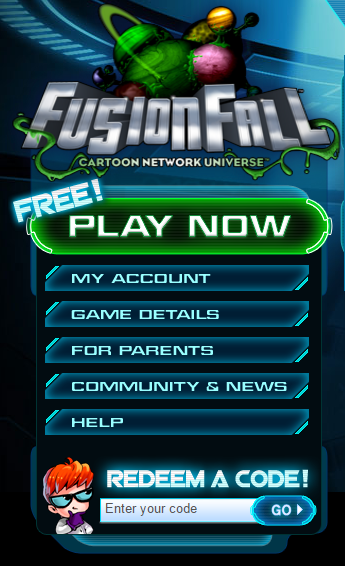 FUSIONFALL
CARTOON NETWORK UNIVERSE™
FREE!
PLAY NOW
MY ACCOUNT
GAME DETAILS
FOR PARENTS
COMMUNITY & NEWS
HELP
REDEEM A CODE!
Enter your code
GO